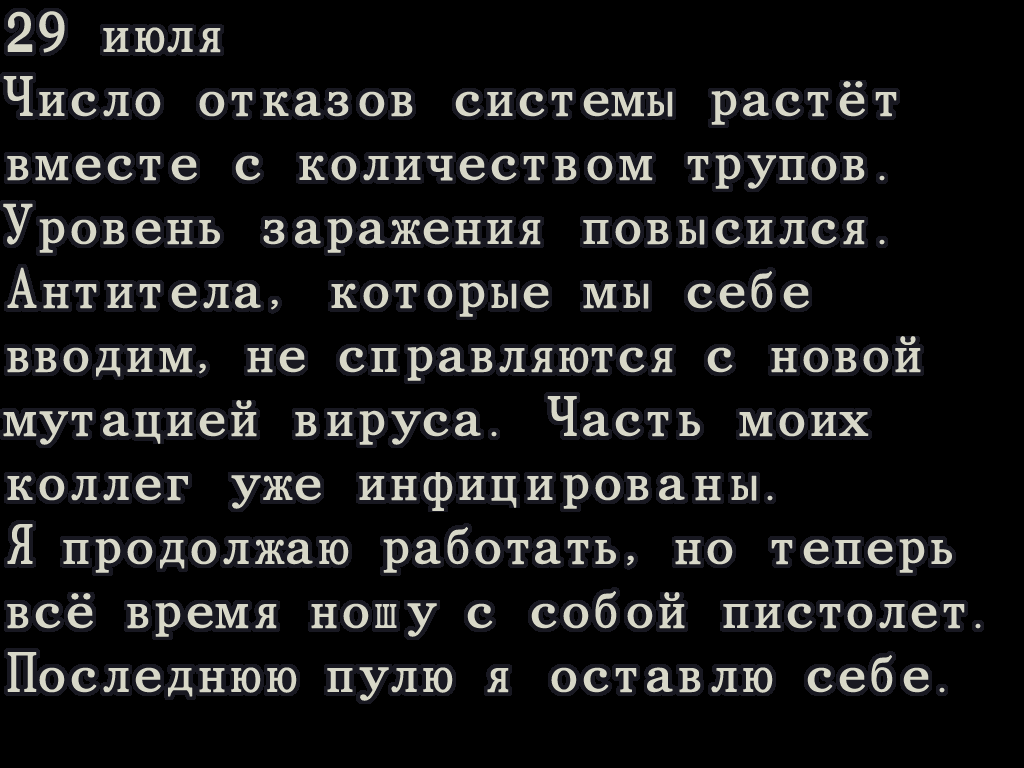 29 июля
Число отказов системы растёт
вместе с количеством трупов.
Уровень заражения повысился.
Антитела, которые мы себе
вводим, не справляются с новой
мутацией вируса. Часть моих
коллег уже инфицированы.
Я продолжаю работать, но теперь
всё время ношу с собой пистолет.
Последнюю пулю я оставлю себе.